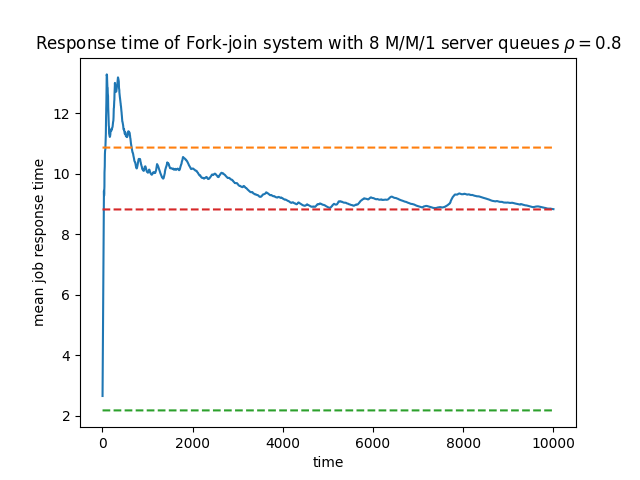 Response time of Fork-join system with 8 M/M/1 server queues ρ = 0.8
mean job response time
12
10
8
6
4
2
0 2000 4000 6000 8000 10000
time